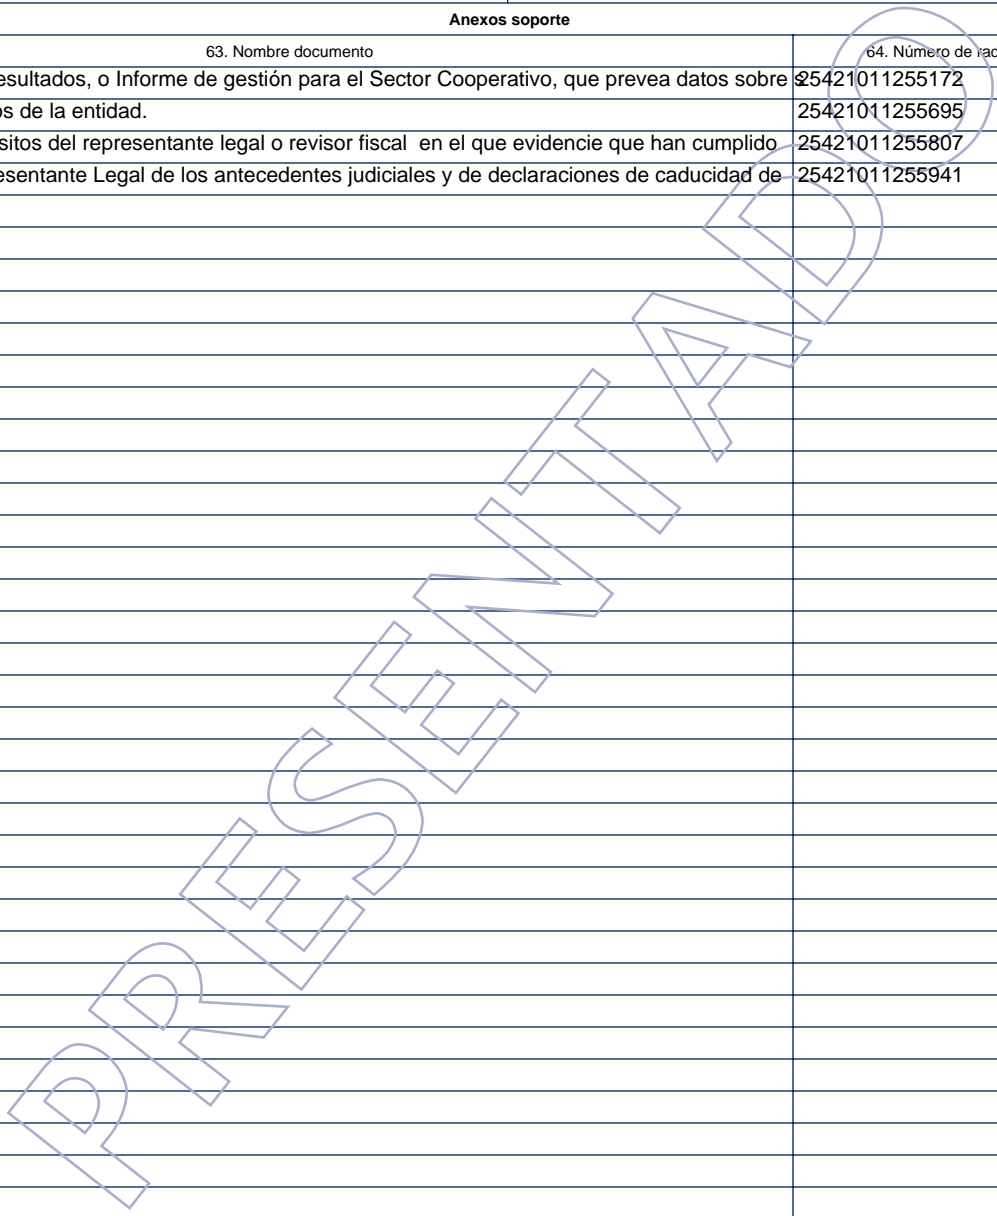 Anexos soporte
63. Nombre documento 64. Número de rad
esultados, o Informe de gestión para el Sector Cooperativo, que prevea datos sobre s 25421011255172
os de la entidad. 25421011255695
sitos del representante legal o revisor fiscal en el que evidencie que han cumplido 25421011255807
esentante Legal de los antecedentes judiciales y de declaraciones de caducidad de 25421011255941
PRESENTADO